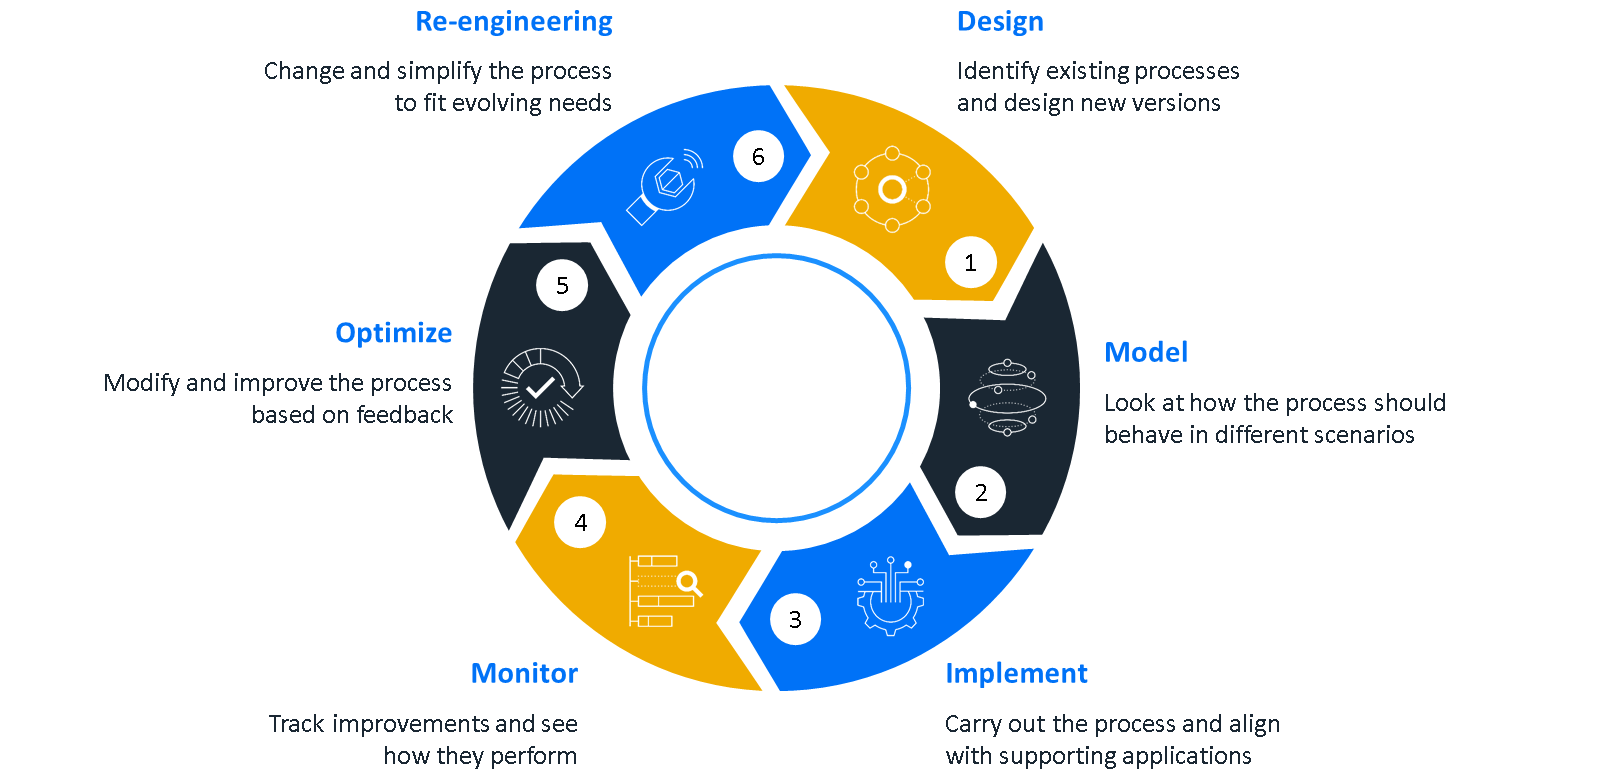 Design
Identify existing processes
and design new versions
1
Model
Look at how the process should
behave in different scenarios
2
Implement
Carry out the process and align
with supporting applications
3
Monitor
Track improvements and see
how they perform
4
Optimize
Modify and improve the process
based on feedback
5
Re-engineering
Change and simplify the process
to fit evolving needs
6